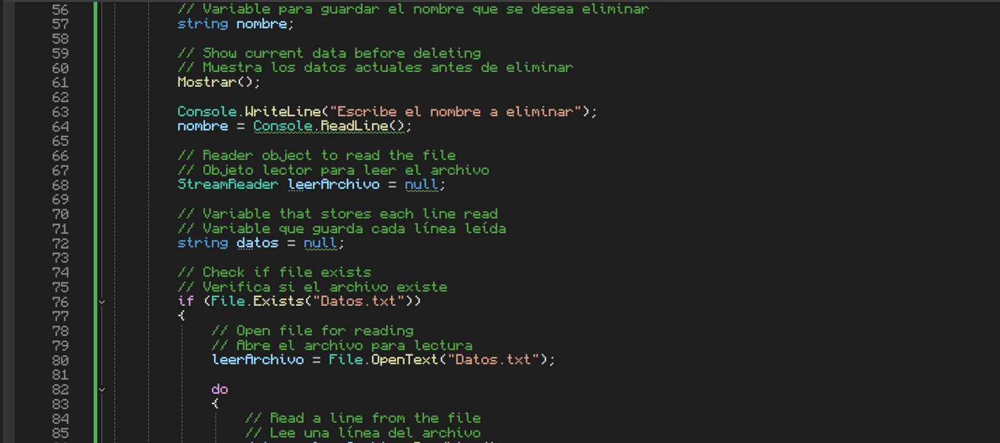 56 // Variable para guardar el nombre que se desea eliminar
57 string nombre;
58
59 // Show current data before deleting
60 // Muestra los datos actuales antes de eliminar
61 Mostrar();
62
63 Console.WriteLine("Escribe el nombre a eliminar");
64 nombre = Console.ReadLine();
65
66 // Reader object to read the file
67 // Objeto lector para leer el archivo
68 StreamReader leerArchivo = null;
69
70 // Variable that stores each line read
71 // Variable que guarda cada línea leída
72 string datos = null;
73
74 // Check if file exists
75 // Verifica si el archivo existe
76 if (File.Exists("Datos.txt"))
77 {
78 // Open file for reading
79 // Abre el archivo para lectura
80 leerArchivo = File.OpenText("Datos.txt");
81
82 do
83 {
84 // Read a line from the file
85 // Lee una línea del archivo